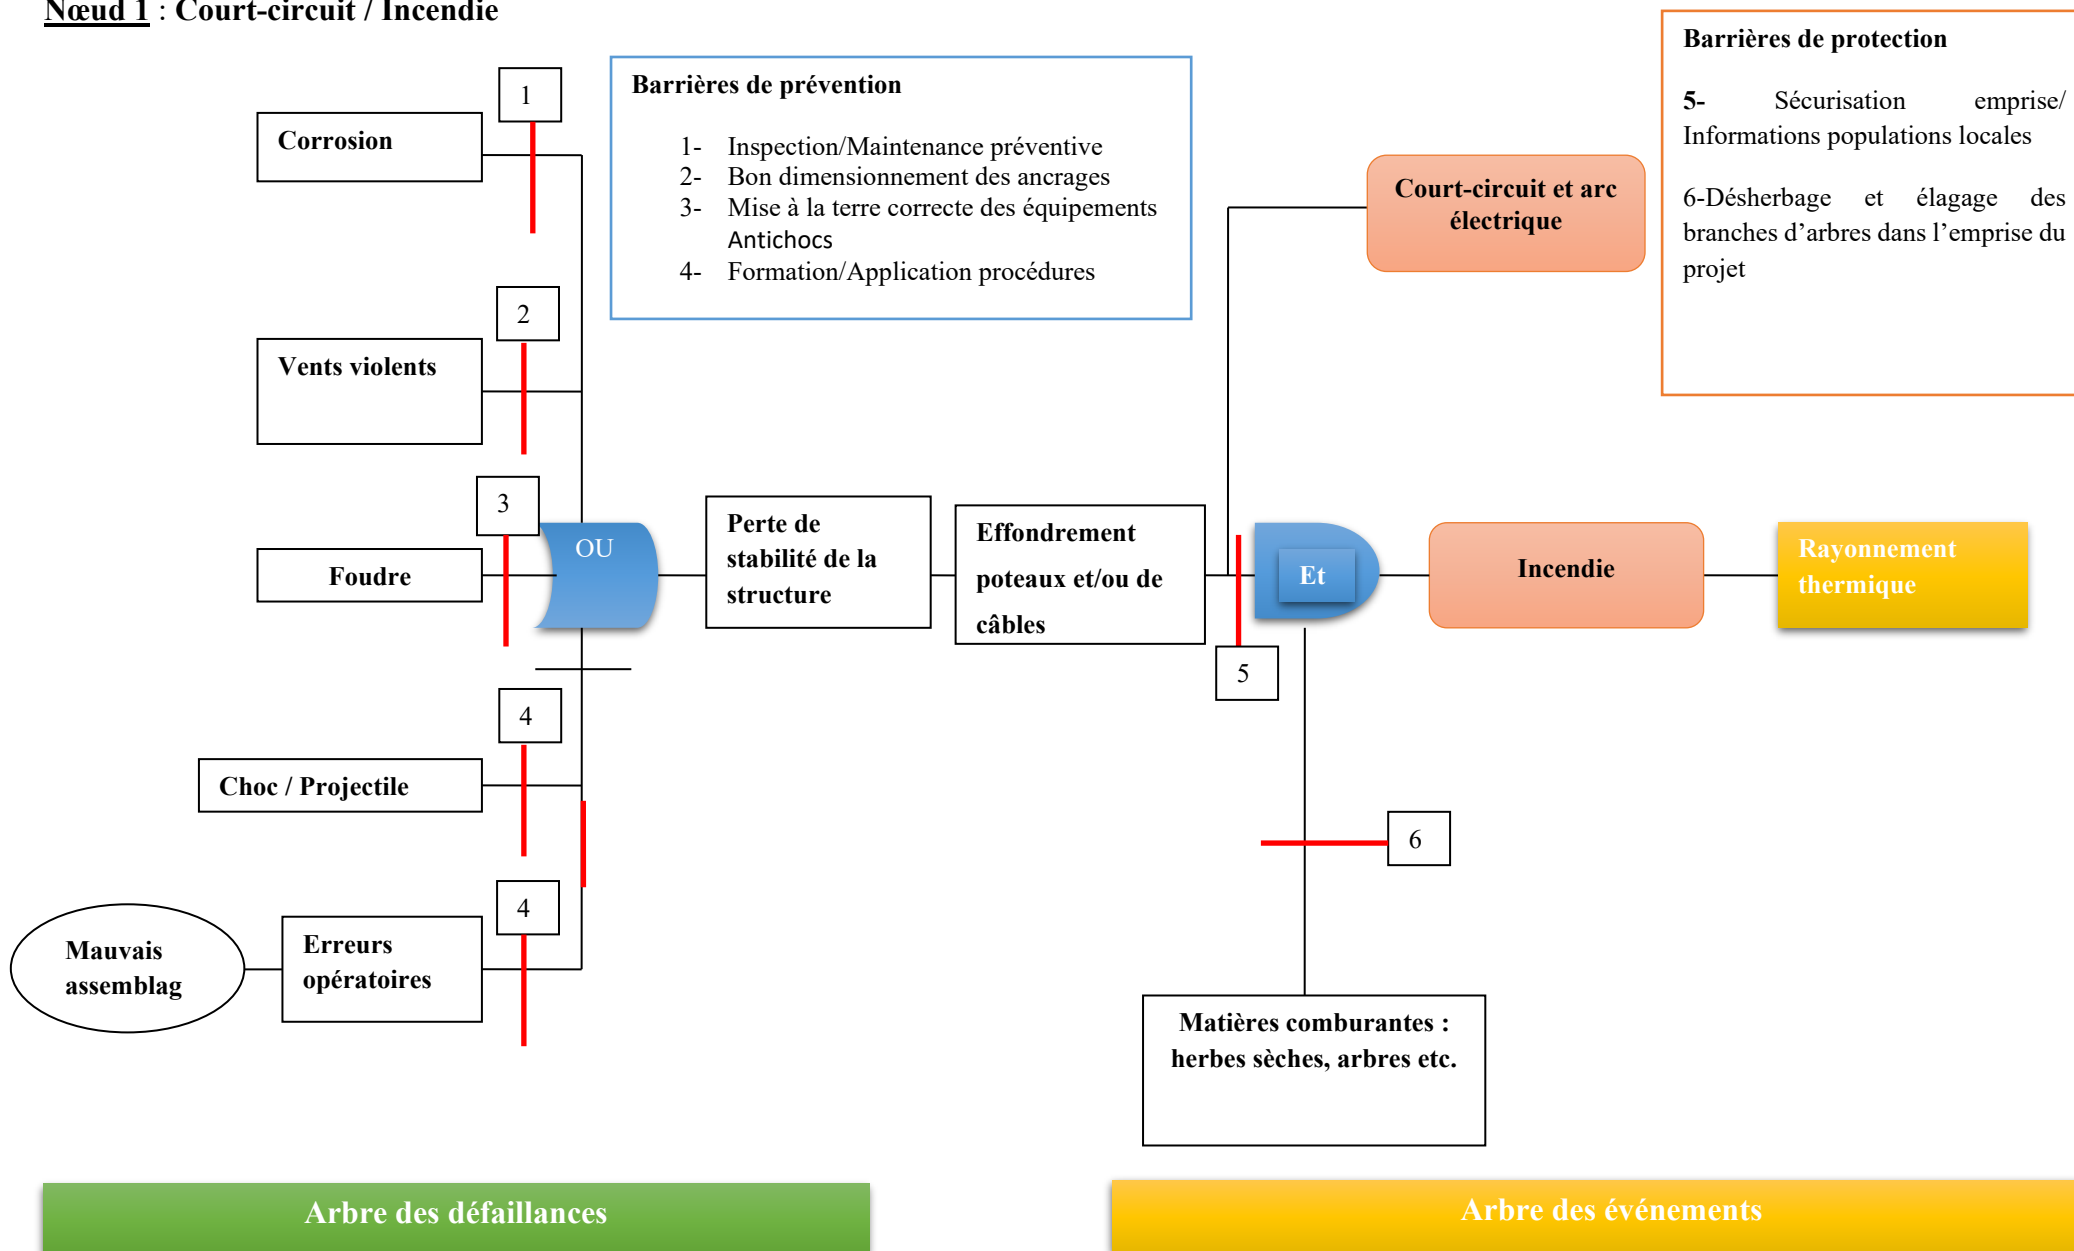 Nœud 1 : Court-circuit / Incendie
Barrières de prévention
1- Inspection/Maintenance préventive
2- Bon dimensionnement des ancrages
3- Mise à la terre correcte des équipements
Antichocs
4- Formation/Application procédures
Barrières de protection
5- Sécurisation emprise/
Informations populations locales
6-Désherbage et élagage des
branches d’arbres dans l’emprise du
projet
1
Corrosion
Court-circuit et arc
électrique
2
Vents violents
3
Foudre
OU
Perte de
stabilité de la
structure
Effondrement
poteaux et/ou de
câbles
Et
Incendie
Rayonnement
thermique
5
4
Choc / Projectile
6
4
Mauvais
assemblag
Erreurs
opératoires
Matières comburantes :
herbes sèches, arbres etc.
Arbre des défaillances
Arbre des événements